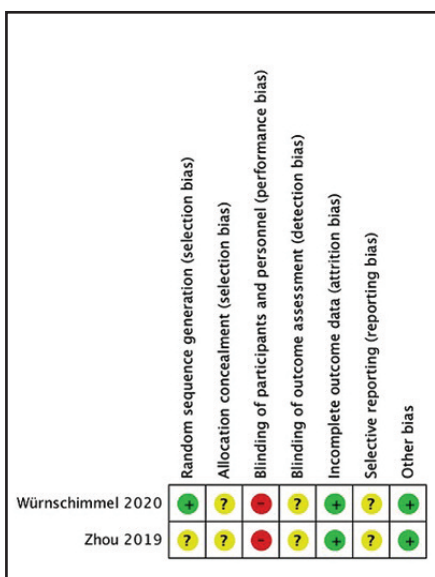 Random sequence generation (selection bias)
Allocation concealment (selection bias)
Blinding of participants and personnel (performance bias)
Blinding of outcome assessment (detection bias)
Incomplete outcome data (attrition bias)
Selective reporting (reporting bias)
Other bias
Würnschimmel 2020 + ? - ? + ? +
Zhou 2019 ? ? - ? + ? +